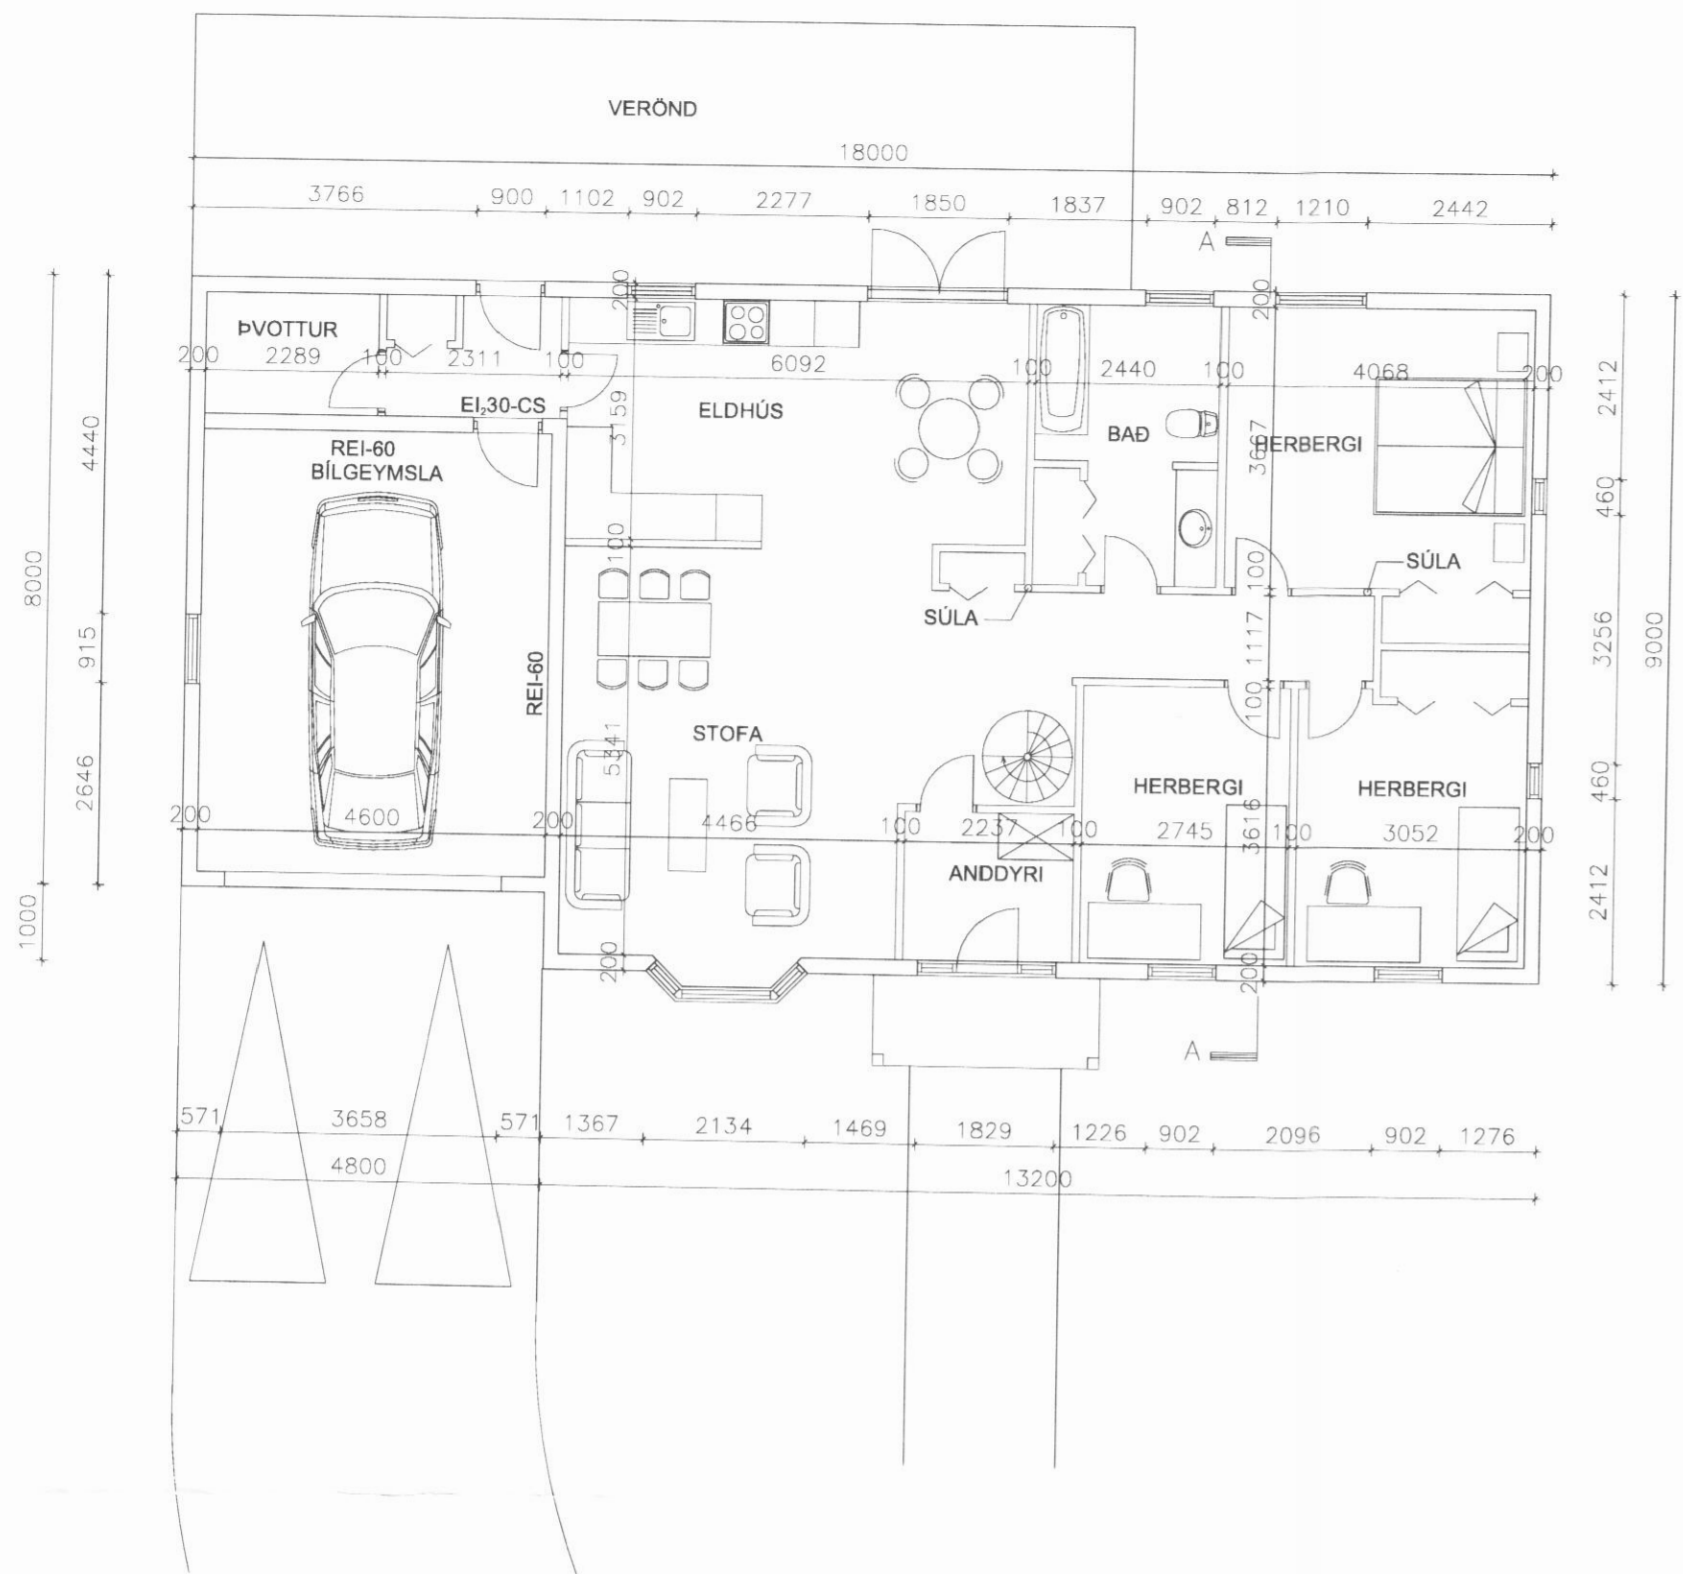 VERÖND
18000
3766 900 1102 902 2277 1850 1837 902 812 1210 2442
A
200 200
ÞVOTTUR
200 2289 100 2311 100 6092 100 2440 100 4068 200
EI₂30-CS 3159 ELDHÚS BAÐ 3667 HERBERGI
REI-60
BÍLGEYMSLA
100 SÚLA 100
SÚLA
1117
REI-60
100
STOFA
5341
HERBERGI HERBERGI
200 4600 200 4466 100 2237 100 2745 3616 100 3052 200
ANDDYRI
200 200
A
8000
1000
4440
915
2646
2412
460
3256
460
2412
9000
571 3658 571 1367 2134 1469 1829 1226 902 2096 902 1276
4800 13200